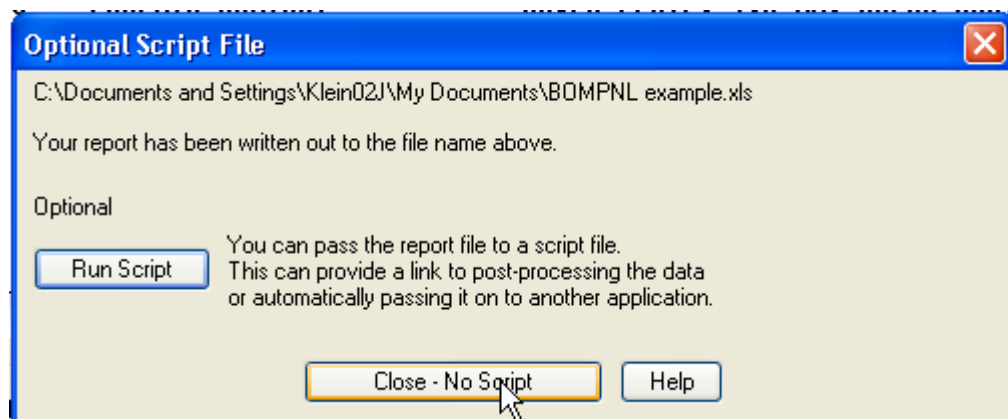 Optional Script File
C:\Documents and Settings\Klein02J\My Documents\BOMPNL example.xls
Your report has been written out to the file name above.
Optional
Run Script
You can pass the report file to a script file.
This can provide a link to post-processing the data
or automatically passing it on to another application.
Close - No Script
Help